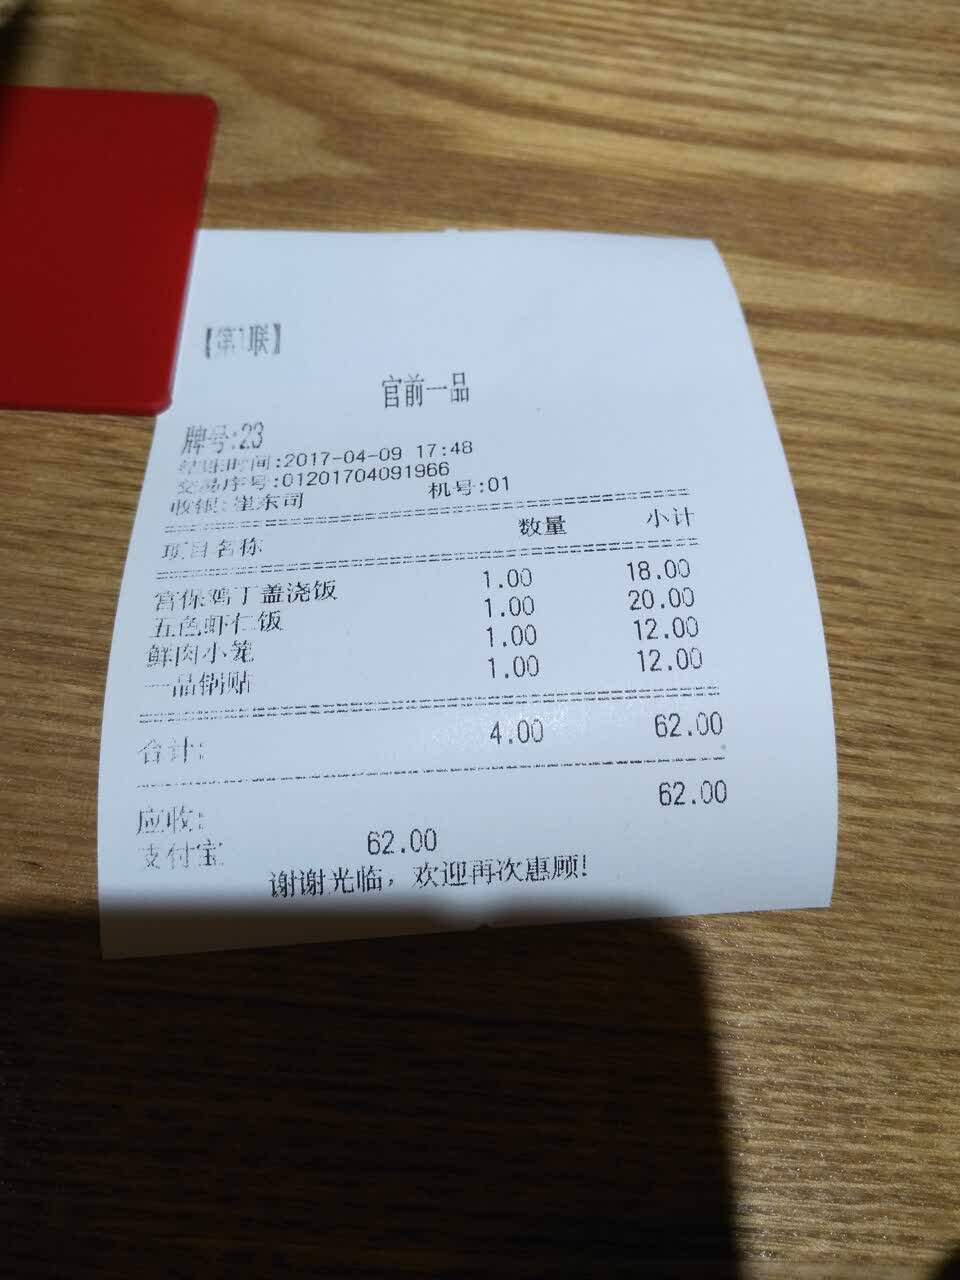 【第1联】
官前一品
牌号:23
结账时间:2017-04-09 17:48
交易序号:01201704091966
收银:崔东司 机号:01
项目名称 数量 小计
宫保鸡丁盖浇饭 1.00 18.00
五色虾仁饭 1.00 20.00
鲜肉小笼 1.00 12.00
一品锅贴 1.00 12.00
合计: 4.00 62.00
应收: 62.00
支付宝 62.00
谢谢光临，欢迎再次惠顾!